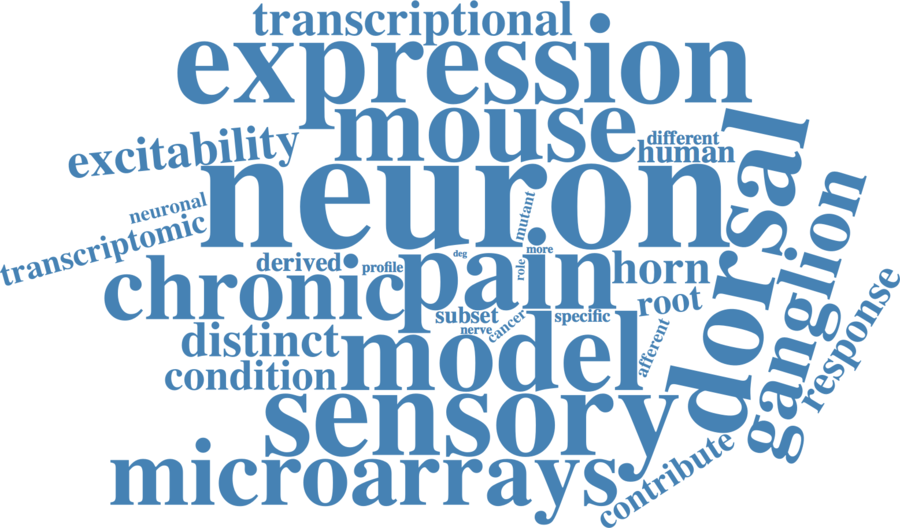 transcriptional
expression
mouse
different
human
excitability
neuron
dorsal
ganglion
neuronal
transcriptomic
mutant
more
deg
role
derived
profile
chronic
pain
horn
root
response
subset
nerve
cancer
specific
afferent
distinct
model
condition
sensory
contribute
microarrays